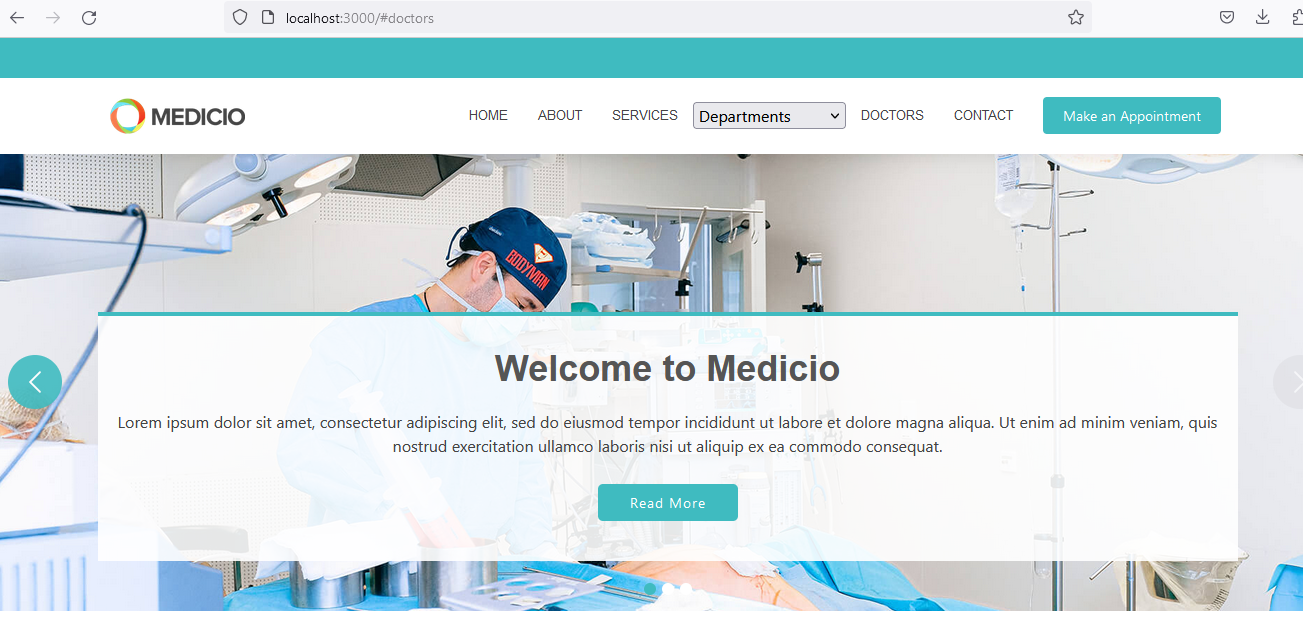 localhost:3000/#doctors
MEDICIO HOME ABOUT SERVICES Departments DOCTORS CONTACT Make an Appointment
BODYMAN
Welcome to Medicio
Lorem ipsum dolor sit amet, consectetur adipiscing elit, sed do eiusmod tempor incididunt ut labore et dolore magna aliqua. Ut enim ad minim veniam, quis
nostrud exercitation ullamco laboris nisi ut aliquip ex ea commodo consequat.
Read More